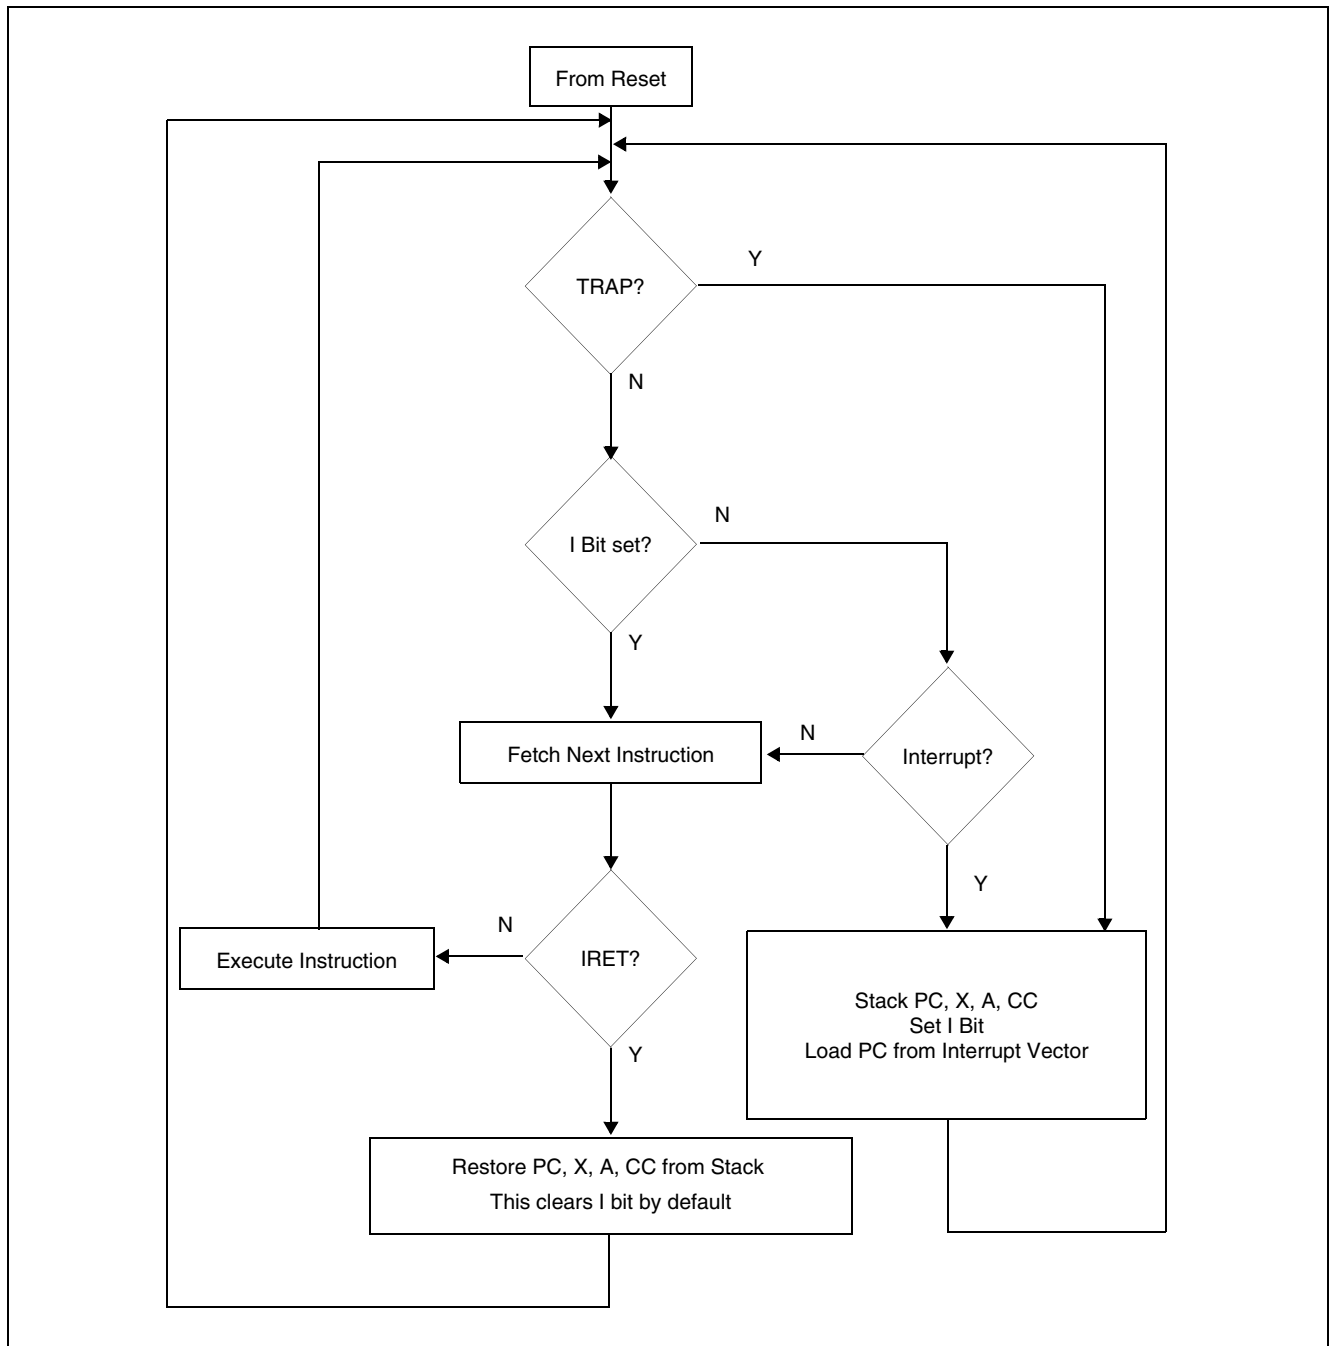 From Reset
TRAP?
Y
N
I Bit set?
N
Y
Fetch Next Instruction
N
Interrupt?
Y
Execute Instruction
N
IRET?
Y
Stack PC, X, A, CC
Set I Bit
Load PC from Interrupt Vector
Restore PC, X, A, CC from Stack
This clears I bit by default